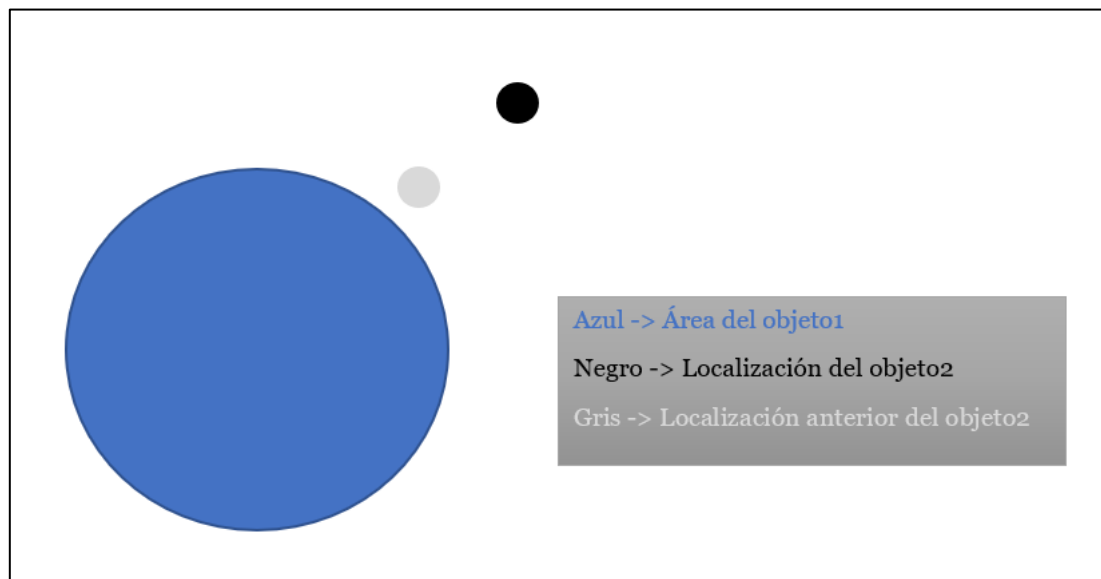 Azul -> Área del objeto1
Negro -> Localización del objeto2
Gris -> Localización anterior del objeto2